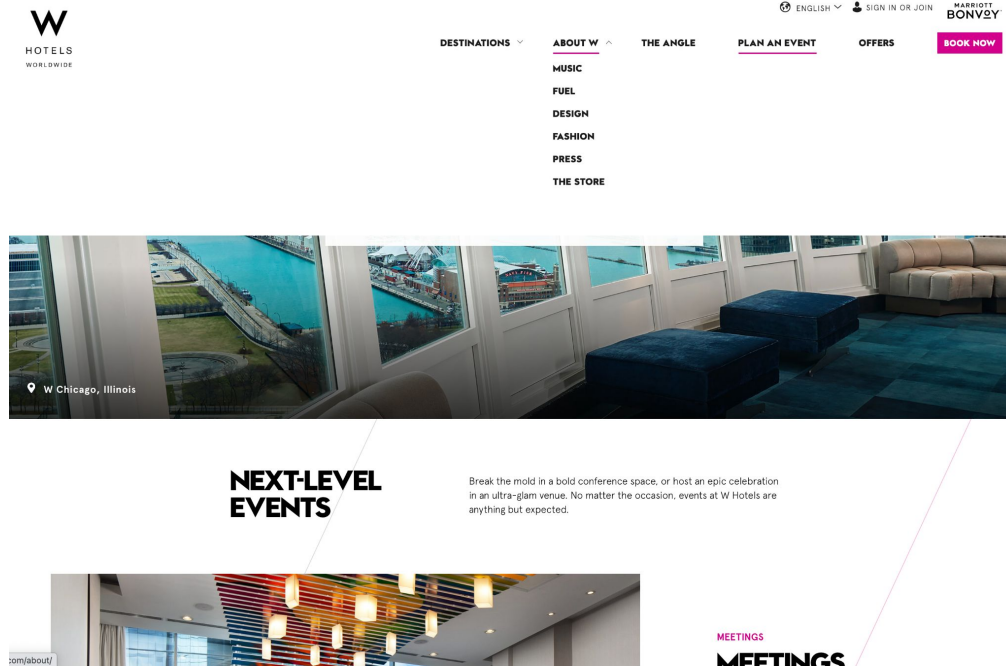 ENGLISH
SIGN IN OR JOIN
MARRIOTT
BONVOY
W
HOTELS
WORLDWIDE
DESTINATIONS
ABOUT W
THE ANGLE
PLAN AN EVENT
OFFERS
BOOK NOW
MUSIC
FUEL
DESIGN
FASHION
PRESS
THE STORE
NAVY PIER
W Chicago, Illinois
NEXT-LEVEL
EVENTS
Break the mold in a bold conference space, or host an epic celebration
in an ultra-glam venue. No matter the occasion, events at W Hotels are
anything but expected.
MEETINGS
MEETINGS
com/about/